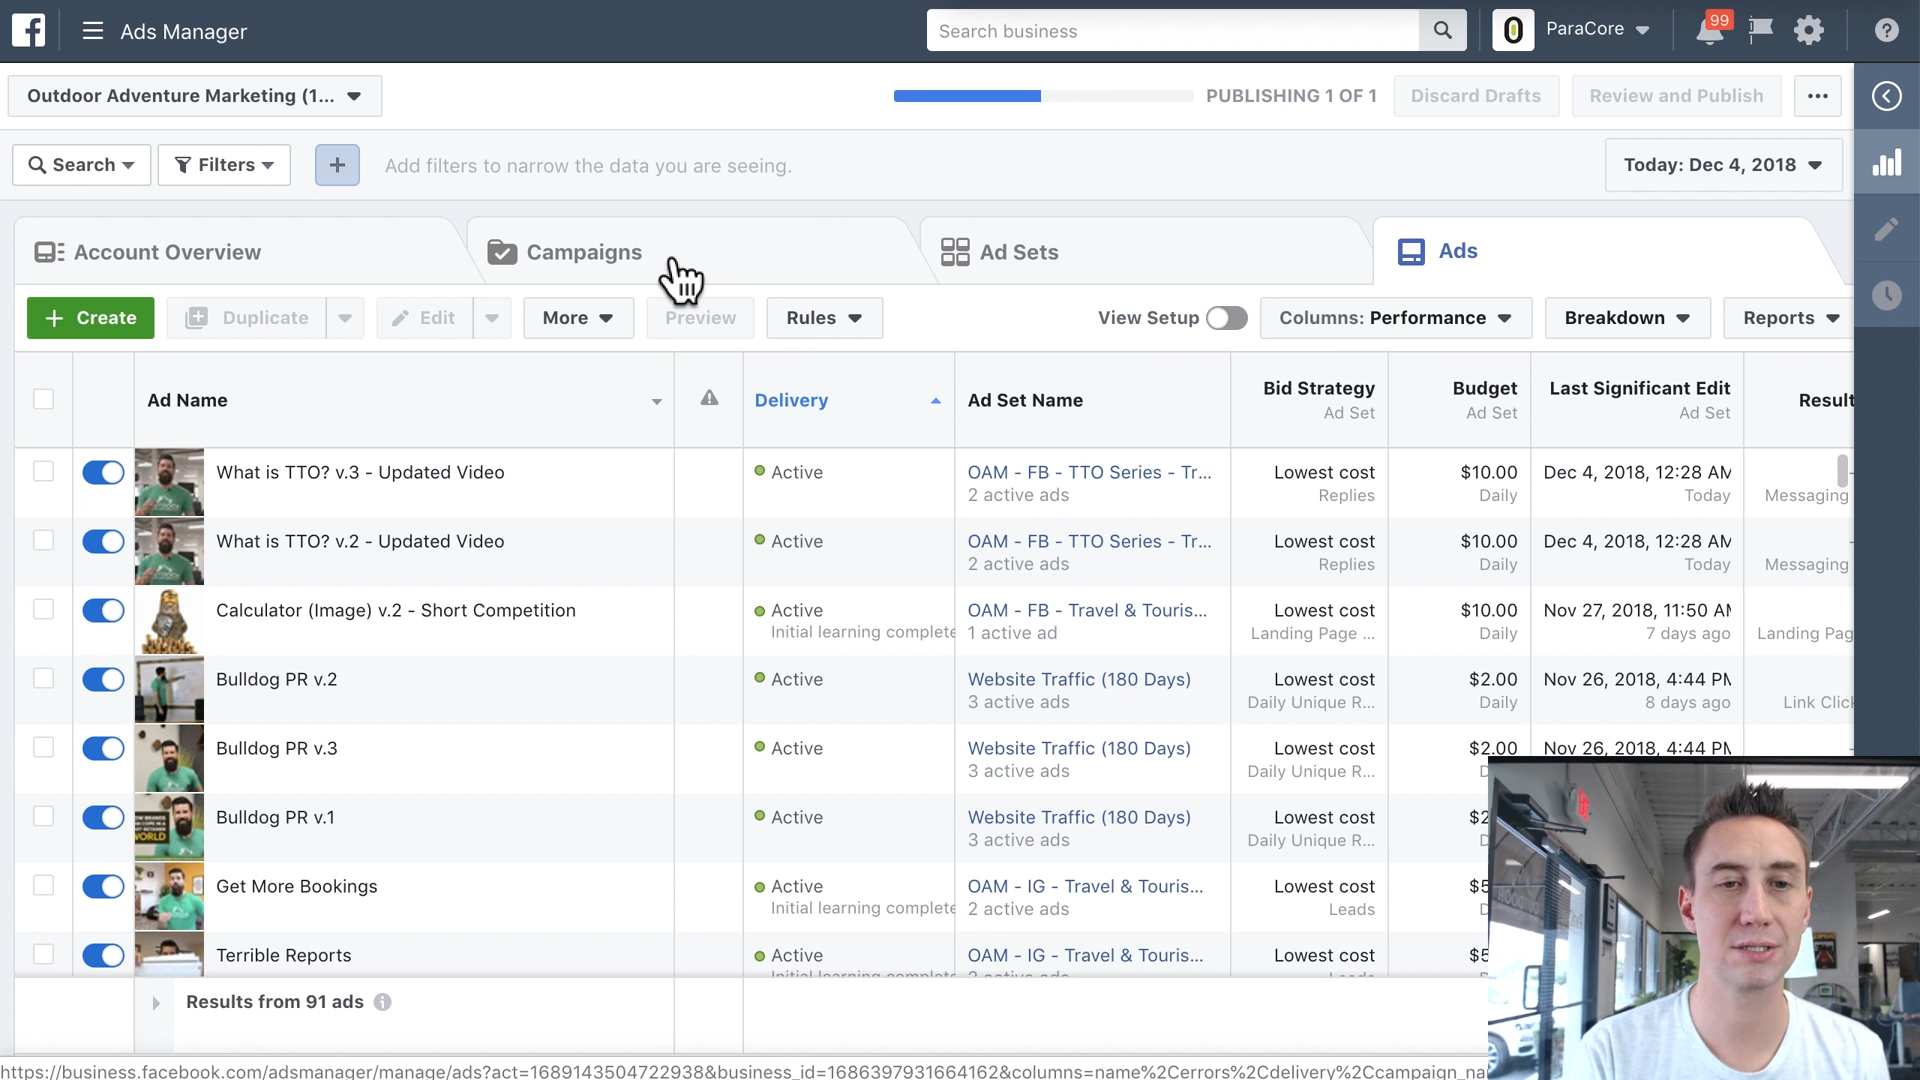 Ads Manager
Search business
ParaCore
99
Outdoor Adventure Marketing (1...
PUBLISHING 1 OF 1
Discard Drafts
Review and Publish
Search
Filters
Add filters to narrow the data you are seeing.
Today: Dec 4, 2018
Account Overview
Campaigns
Ad Sets
Ads
+ Create
Duplicate
Edit
More
Preview
Rules
View Setup
Columns: Performance
Breakdown
Reports
Ad Name
Delivery
Ad Set Name
Bid Strategy
Ad Set
Budget
Ad Set
Last Significant Edit
Ad Set
Result
What is TTO? v.3 - Updated Video
Active
OAM - FB - TTO Series - Tr...
2 active ads
Lowest cost
Replies
$10.00
Daily
Dec 4, 2018, 12:28 AM
Today
Messaging
What is TTO? v.2 - Updated Video
Active
OAM - FB - TTO Series - Tr...
2 active ads
Lowest cost
Replies
$10.00
Daily
Dec 4, 2018, 12:28 AM
Today
Messaging
Calculator (Image) v.2 - Short Competition
Active
Initial learning complete
OAM - FB - Travel & Touris...
1 active ad
Lowest cost
Landing Page ...
$10.00
Daily
Nov 27, 2018, 11:50 AM
7 days ago
Landing Pag
Bulldog PR v.2
Active
Website Traffic (180 Days)
3 active ads
Lowest cost
Daily Unique R...
$2.00
Daily
Nov 26, 2018, 4:44 PM
8 days ago
Link Click
Bulldog PR v.3
Active
Website Traffic (180 Days)
3 active ads
Lowest cost
Daily Unique R...
$2.00
Nov 26, 2018, 4:44 PM
Bulldog PR v.1
Active
Website Traffic (180 Days)
3 active ads
Lowest cost
Daily Unique R...
$2
WORLD
Get More Bookings
Active
Initial learning complete
OAM - IG - Travel & Touris...
2 active ads
Lowest cost
Leads
$5
Terrible Reports
Active
Initial learning complete
OAM - IG - Travel & Touris...
2 active ads
Lowest cost
Leads
$5
Results from 91 ads
https://business.facebook.com/adsmanager/manage/ads?act=1689143504722938&business_id=1686397931664162&columns=name%2Cerrors%2Cdelivery%2Ccampaign_na